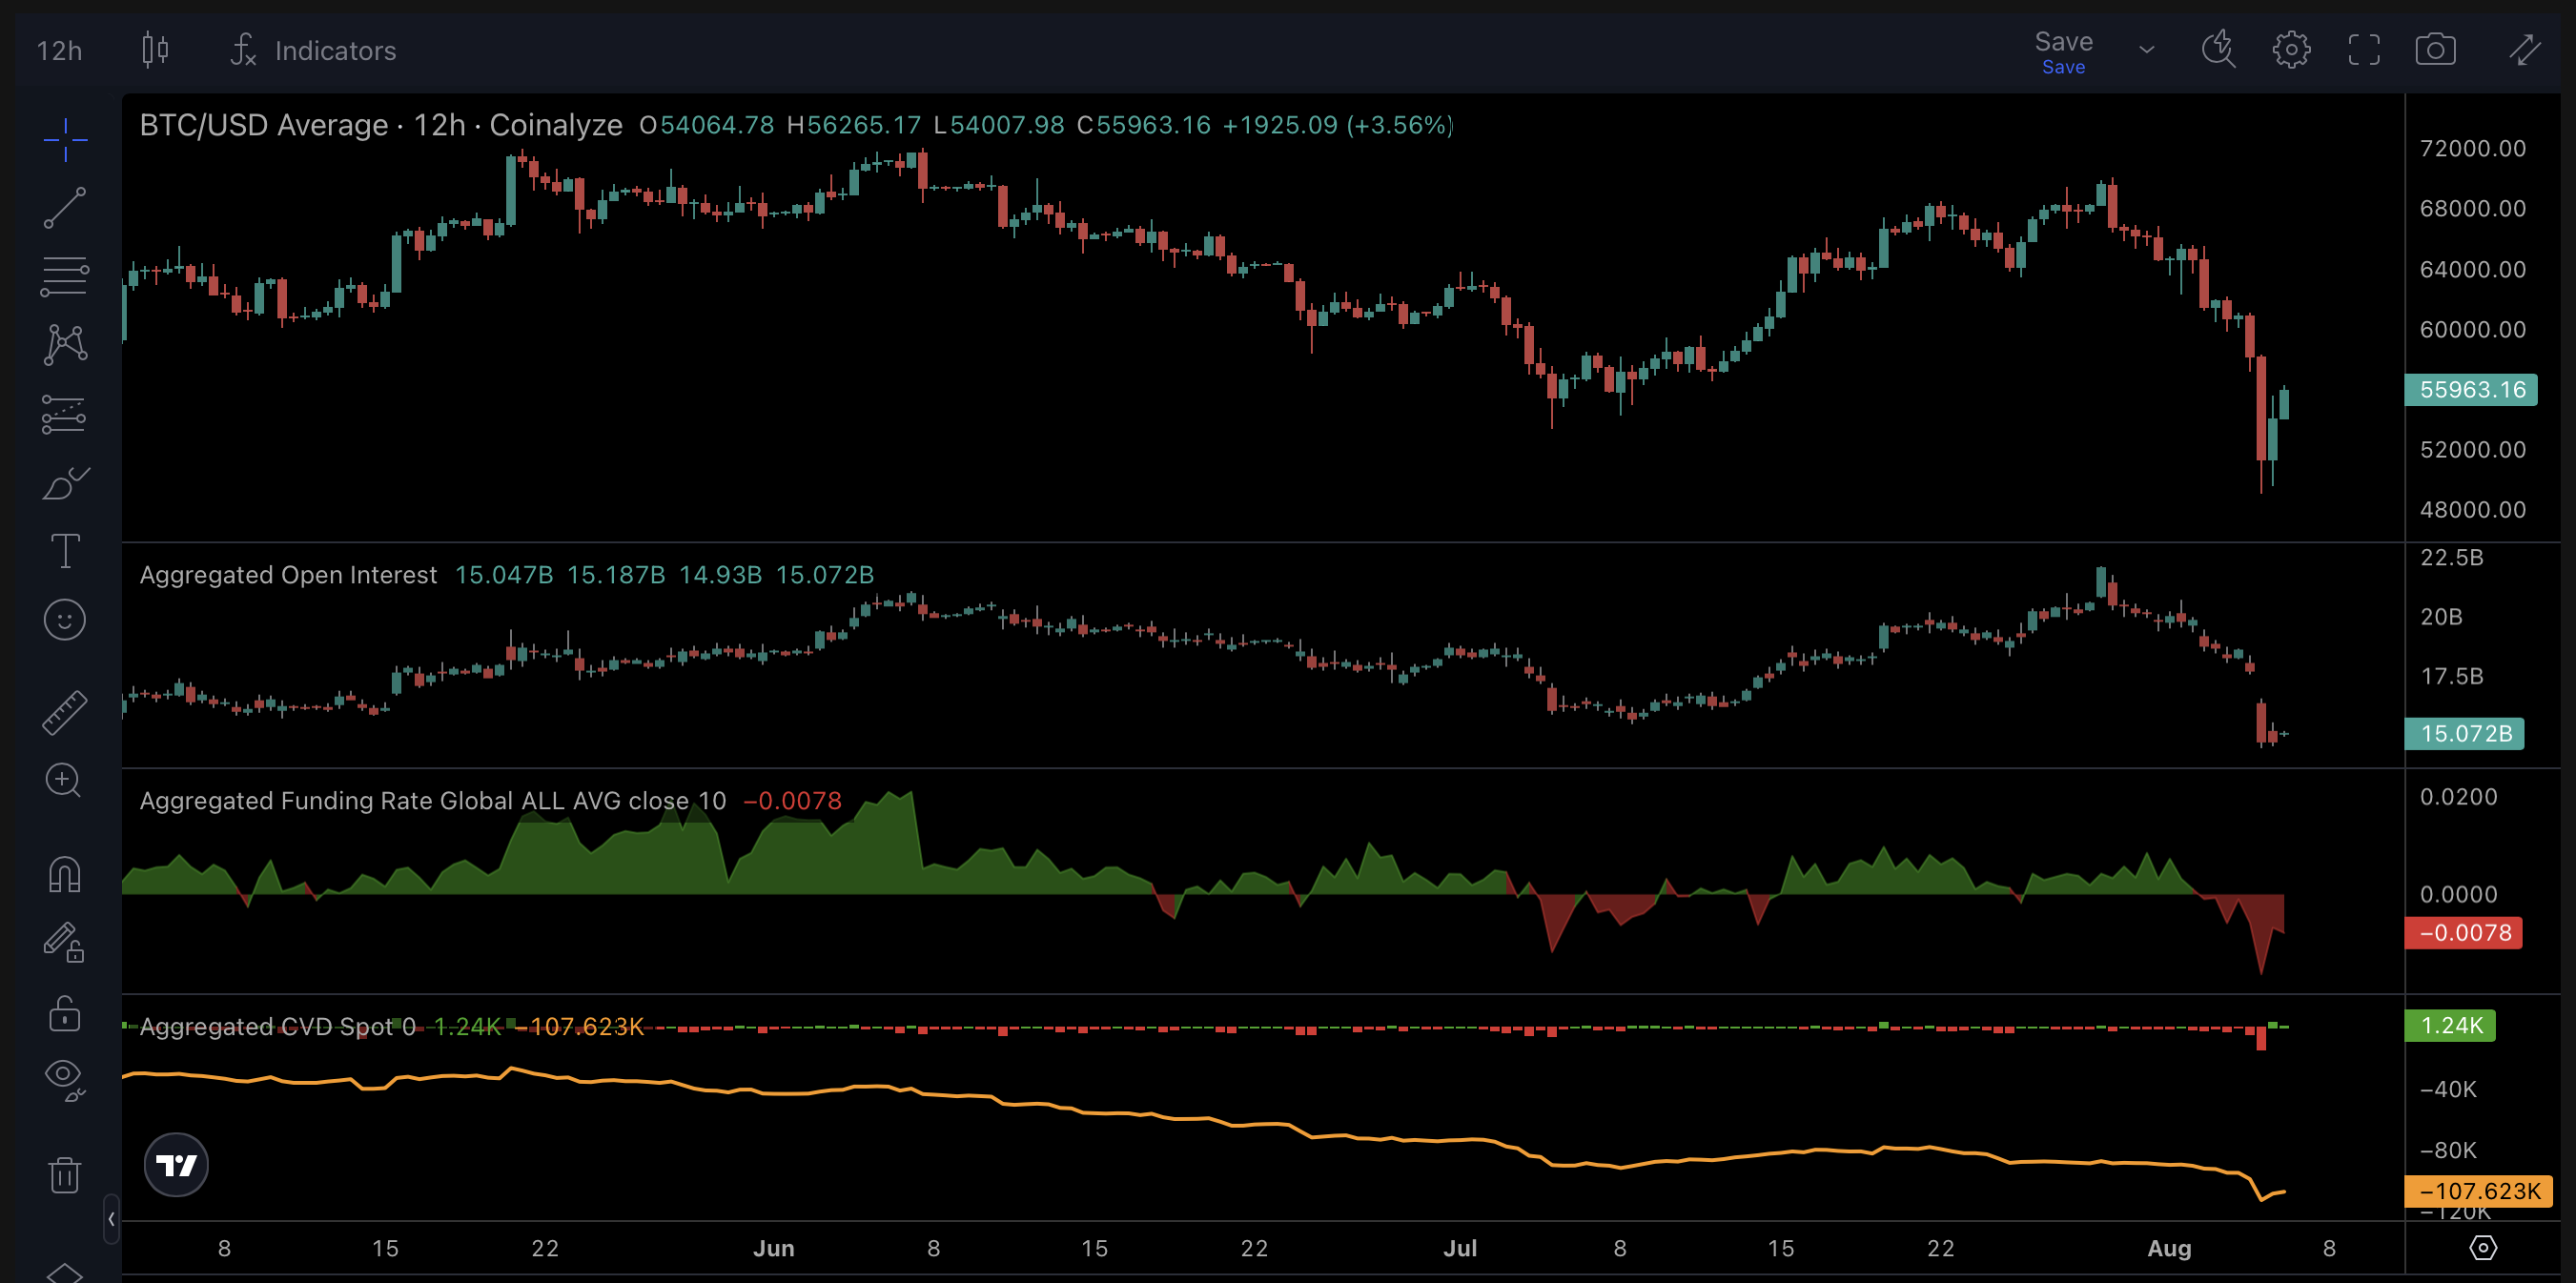 12h Indicators Save
Save
BTC/USD Average · 12h · Coinalyze O54064.78 H56265.17 L54007.98 C55963.16 +1925.09 (+3.56%)
72000.00
68000.00
64000.00
60000.00
55963.16
52000.00
48000.00
Aggregated Open Interest 15.047B 15.187B 14.93B 15.072B
22.5B
20B
17.5B
15.072B
Aggregated Funding Rate Global ALL AVG close 10 −0.0078
0.0200
0.0000
−0.0078
Aggregated CVD Spot 0 1.24K −107.623K
1.24K
−40K
−80K
−107.623K
−120K
8 15 22 Jun 8 15 22 Jul 8 15 22 Aug 8